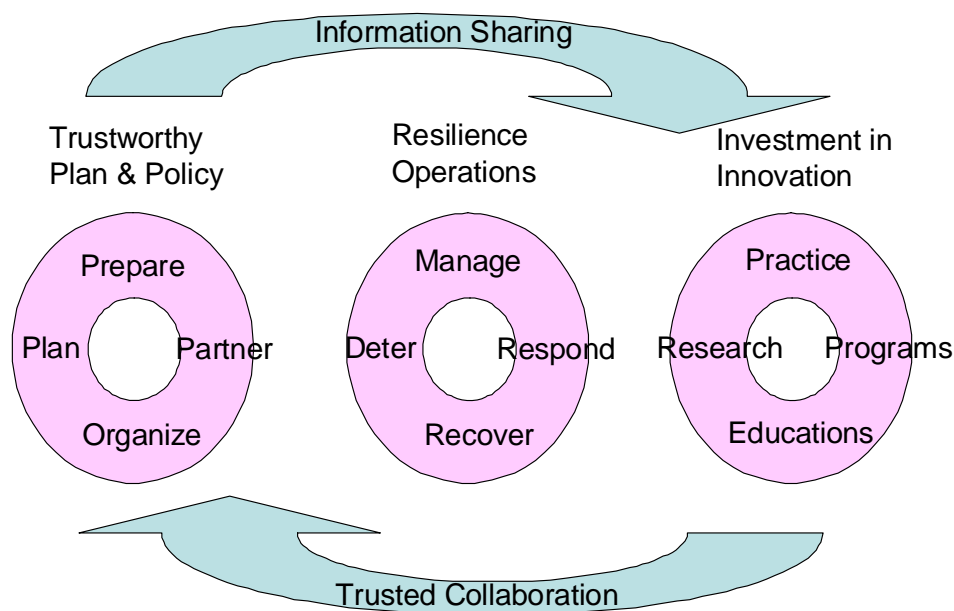 Information Sharing
Trustworthy
Plan & Policy
Resilience
Operations
Investment in
Innovation
Prepare
Plan
Partner
Organize
Manage
Deter
Respond
Recover
Practice
Research
Programs
Educations
Trusted Collaboration